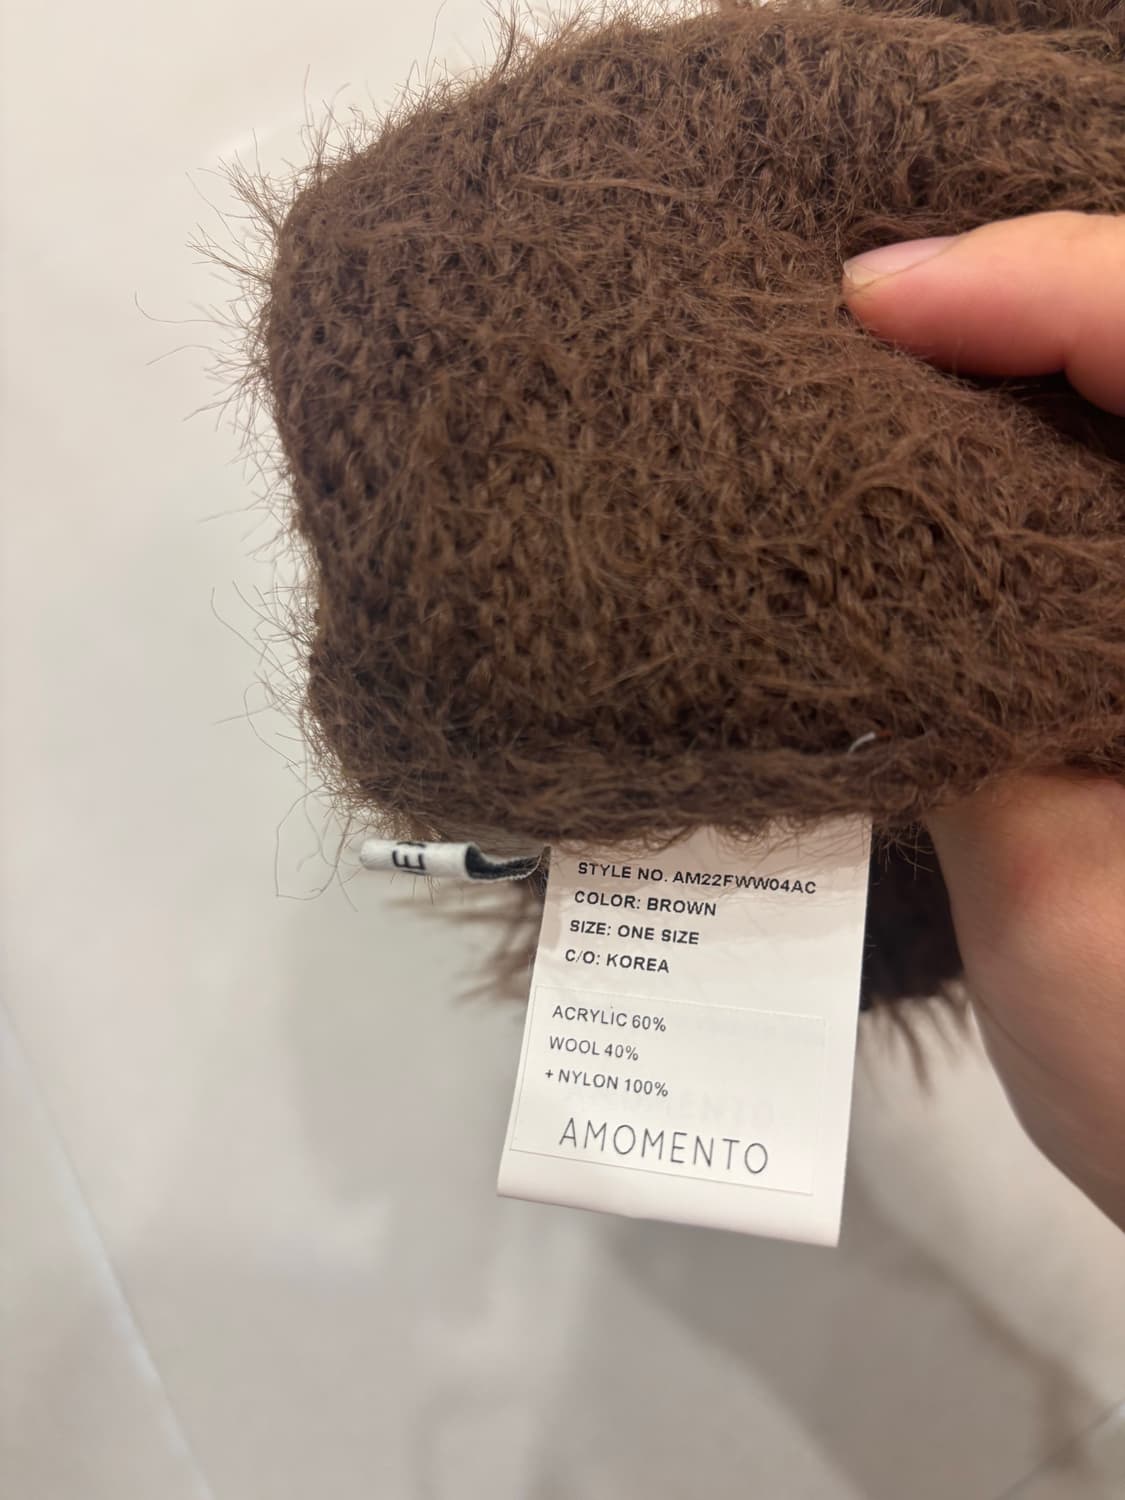 STYLE NO. AM22FWW04AC
COLOR: BROWN
SIZE: ONE SIZE
C/O: KOREA
ACRYLIC 60%
WOOL 40%
+ NYLON 100%
AMOMENTO